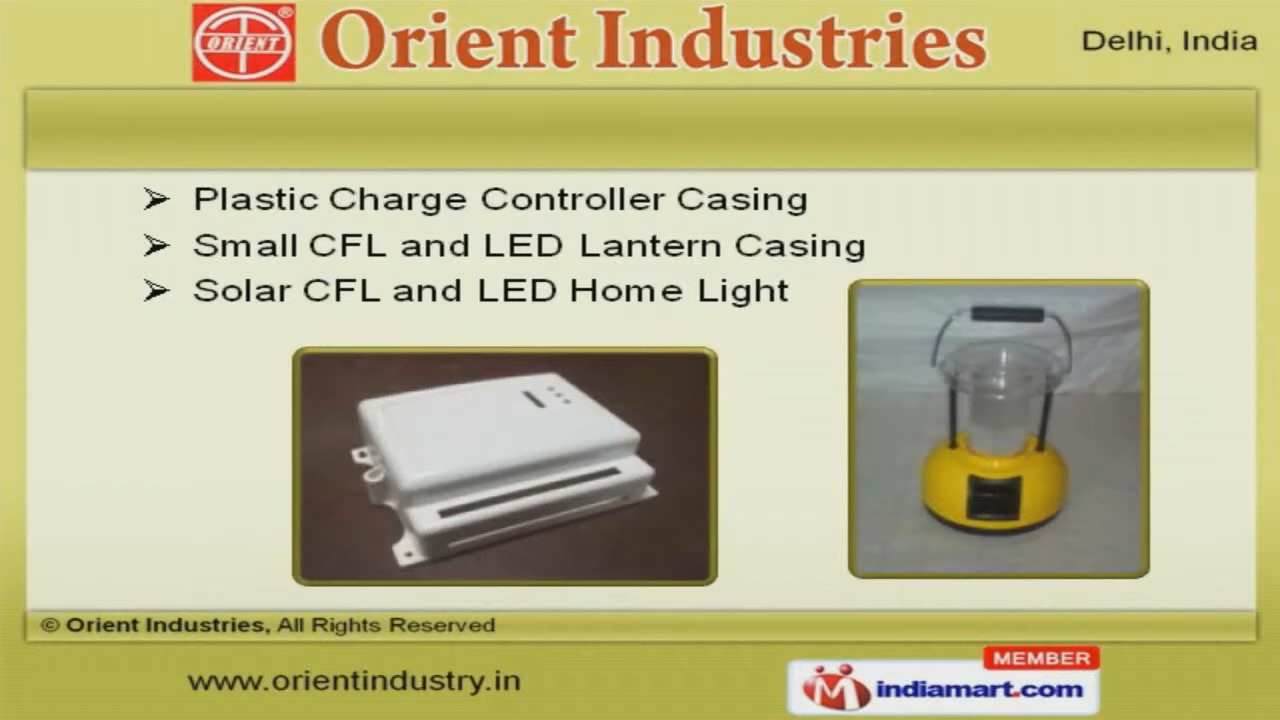 ORIENT ®
Orient Industries
Delhi, India
➢ Plastic Charge Controller Casing
➢ Small CFL and LED Lantern Casing
➢ Solar CFL and LED Home Light
© Orient Industries, All Rights Reserved
www.orientindustry.in
MEMBER
indiamart.com